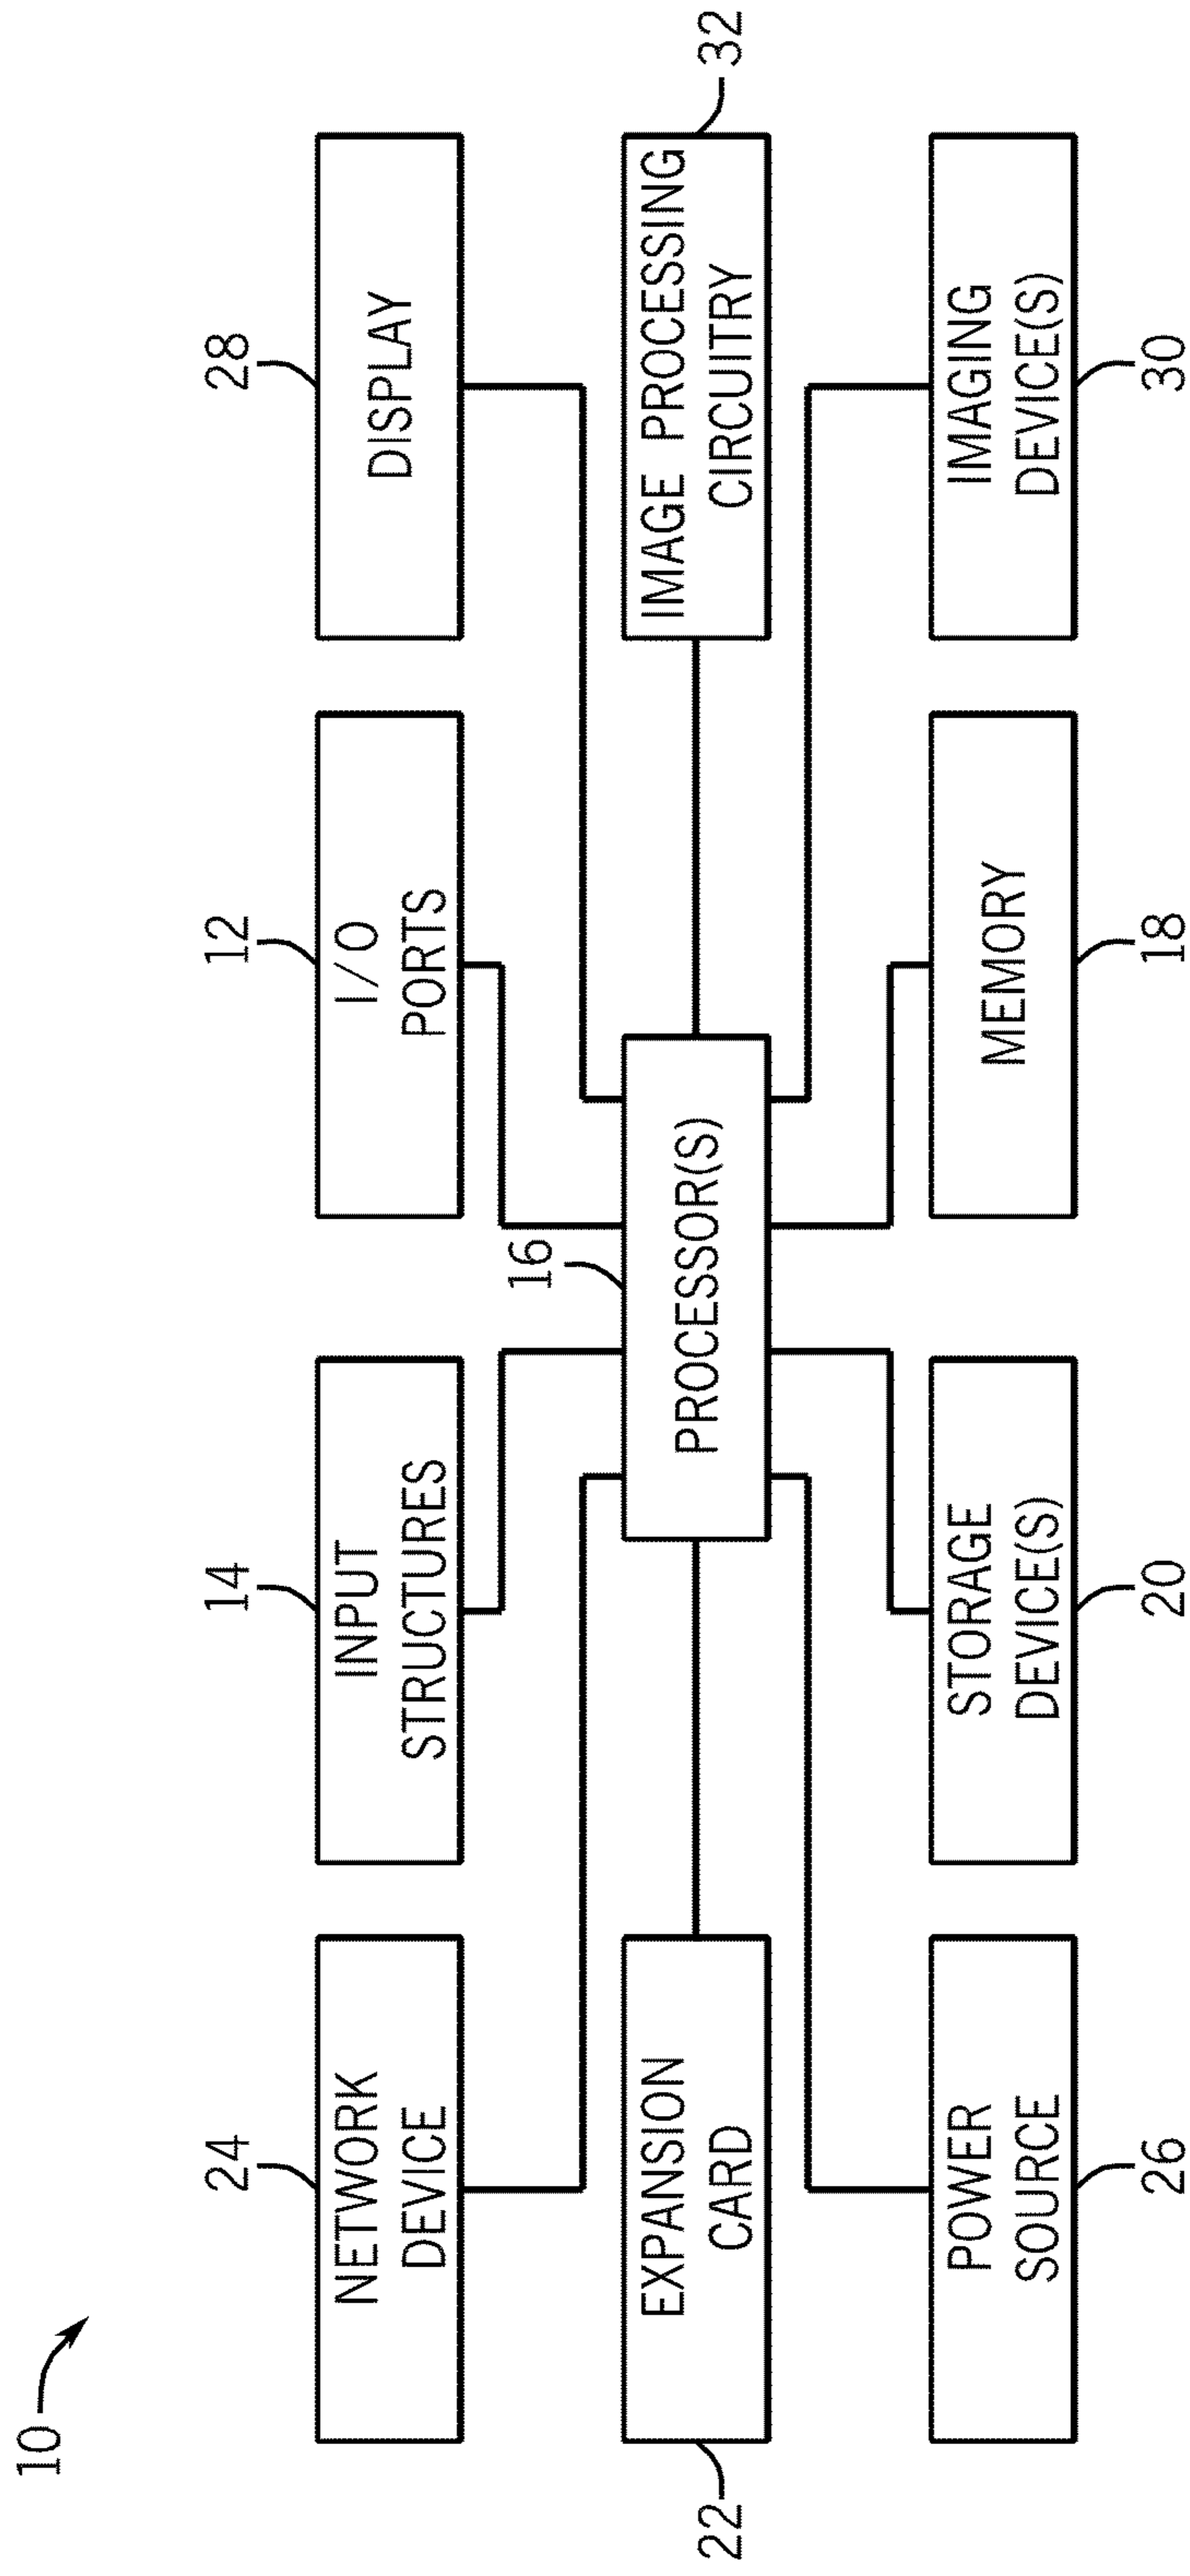 10
24
14
12
28
NETWORK
DEVICE
INPUT
STRUCTURES
I/O
PORTS
DISPLAY
16
22
EXPANSION
CARD
PROCESSOR(S)
IMAGE PROCESSING
CIRCUITRY
32
POWER
SOURCE
STORAGE
DEVICE(S)
MEMORY
IMAGING
DEVICE(S)
26
20
18
30